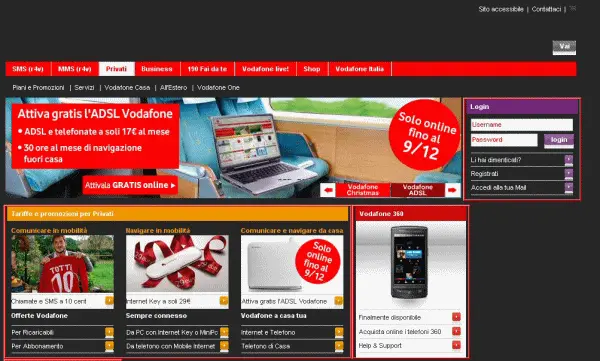 Sito accessibile | Contattaci |
Vai
SMS (r4v) MMS (r4v) Privati Business 190 Fai da te Vodafone live! Shop Vodafone Italia
Piani e Promozioni | Servizi | Vodafone Casa | All'Estero | Vodafone One
Attiva gratis l'ADSL Vodafone
• ADSL e telefonate a soli 17€ al mese
• 30 ore al mese di navigazione
fuori casa
Attivala GRATIS online
Solo online
fino al
9/12
Vodafone
Christmas
Vodafone
ADSL
Login
Username
Password
login
Li hai dimenticati?
Registrati
Accedi alla tua Mail
Tariffe e promozioni per Privati
Comunicare in mobilità
TOTTI
10
Chiamate e SMS a 10 cent
Offerte Vodafone
Per Ricaricabili
Per Abbonamento
Navigare in mobilità
Internet Key a soli 29€
Sempre connesso
Da PC con Internet Key o MiniPc
Da telefono con Mobile Internet
Comunicare e navigare da casa
Solo
online
fino al
9/12
Attiva gratis l'ADSL Vodafone
Vodafone a casa tua
Internet e Telefono
Telefono di Casa
Vodafone 360
Finalmente disponibile
Acquista online i telefoni 360
Help & Support